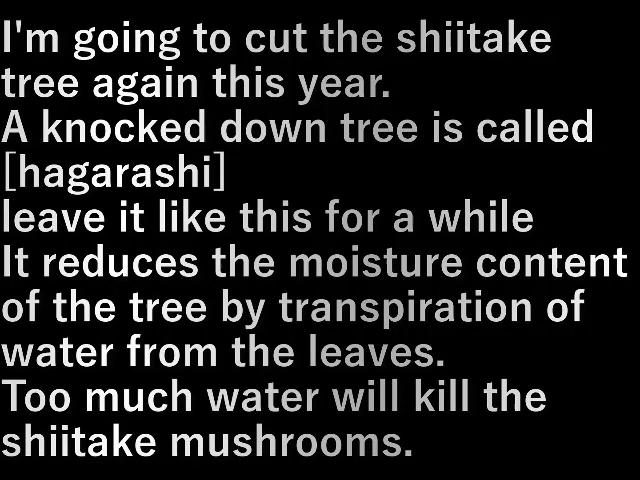 I'm going to cut the shiitake
tree again this year.
A knocked down tree is called
[hagarashi]
leave it like this for a while
It reduces the moisture content
of the tree by transpiration of
water from the leaves.
Too much water will kill the
shiitake mushrooms.